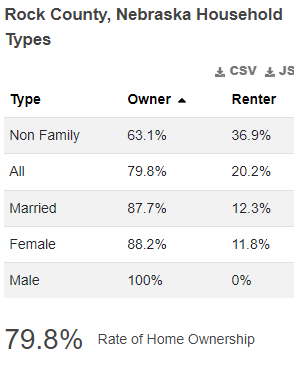 Rock County, Nebraska Household
Types
CSV JS
Type Owner Renter
Non Family 63.1% 36.9%
All 79.8% 20.2%
Married 87.7% 12.3%
Female 88.2% 11.8%
Male 100% 0%
79.8% Rate of Home Ownership